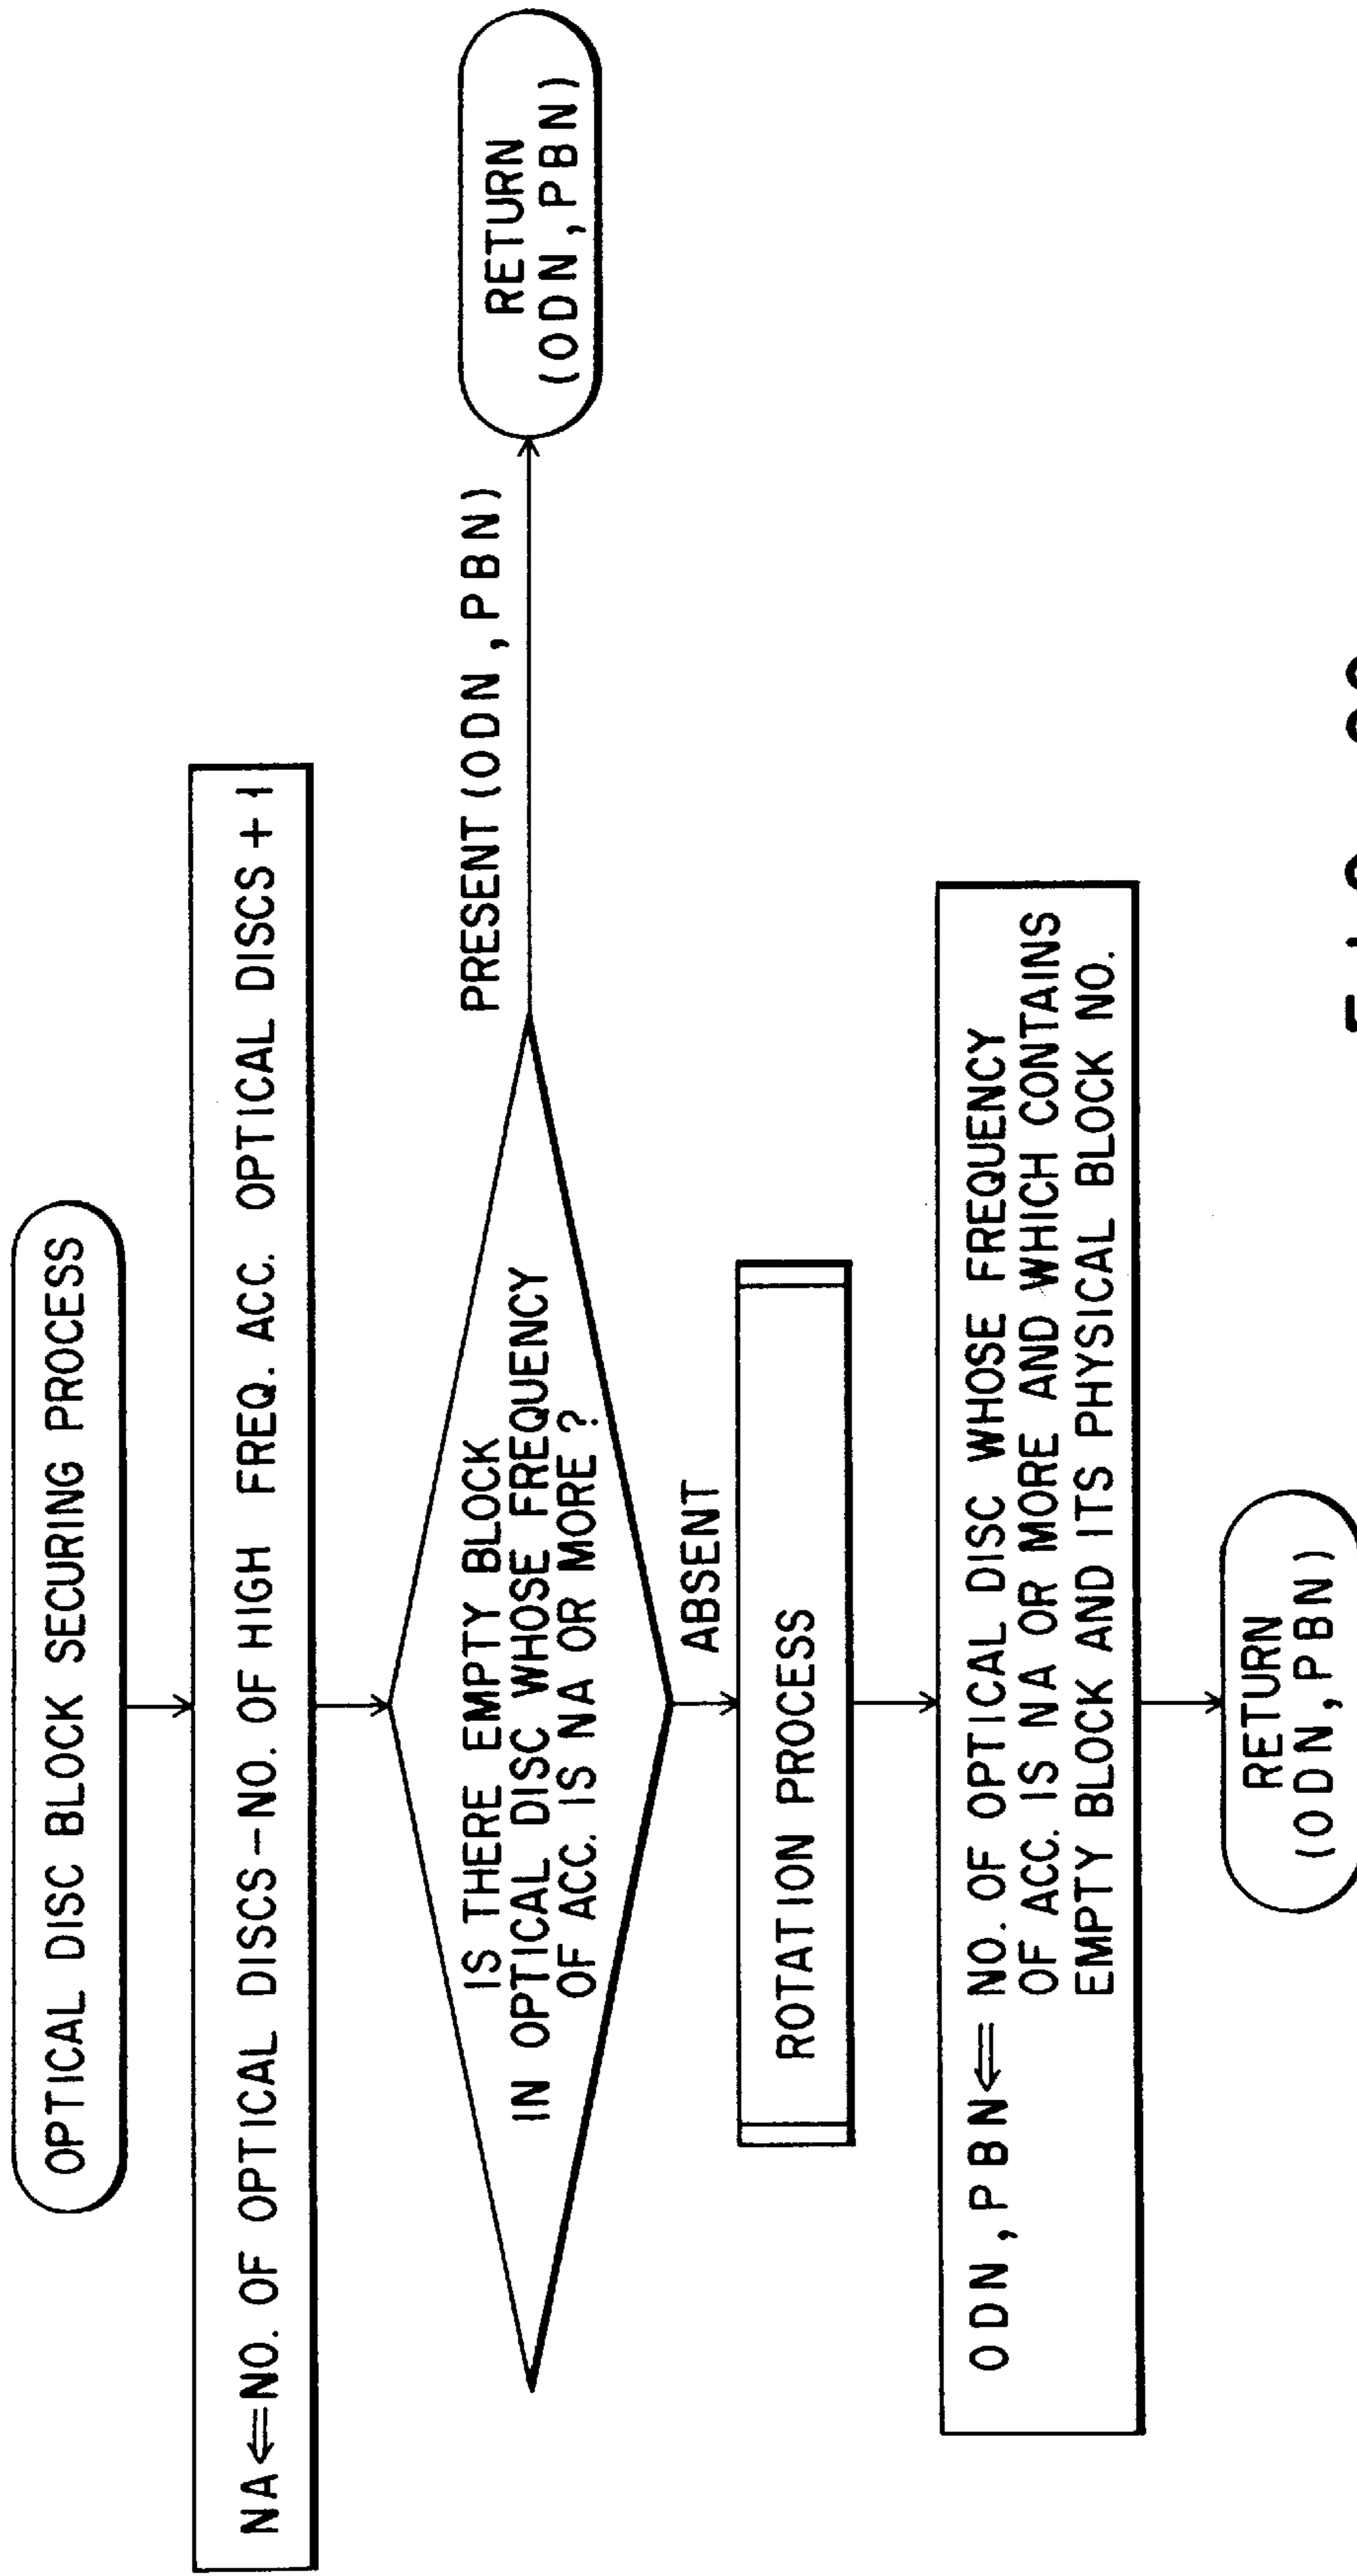 OPTICAL DISC BLOCK SECURING PROCESS
NA⇐NO. OF OPTICAL DISCS-NO. OF HIGH FREQ. ACC. OPTICAL DISCS + 1
IS THERE EMPTY BLOCK
IN OPTICAL DISC WHOSE FREQUENCY
OF ACC. IS NA OR MORE ?
PRESENT (ODN, PBN)
RETURN
(ODN, PBN)
ABSENT
ROTATION PROCESS
ODN, PBN⇐ NO. OF OPTICAL DISC WHOSE FREQUENCY
OF ACC. IS NA OR MORE AND WHICH CONTAINS
EMPTY BLOCK AND ITS PHYSICAL BLOCK NO.
RETURN
(ODN, PBN)